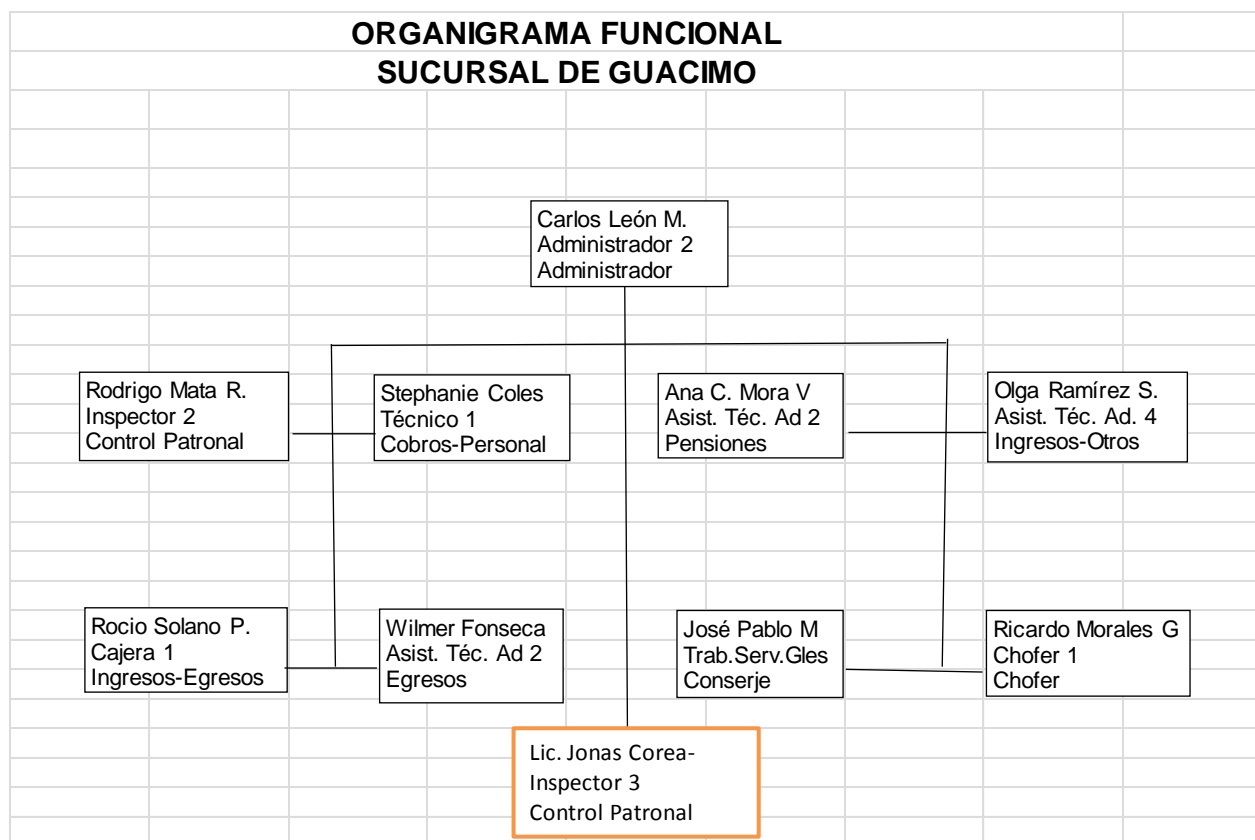 ORGANIGRAMA FUNCIONAL
SUCURSAL DE GUACIMO
Carlos León M.
Administrador 2
Administrador
Rodrigo Mata R.
Inspector 2
Control Patronal
Stephanie Coles
Técnico 1
Cobros-Personal
Ana C. Mora V
Asist. Téc. Ad 2
Pensiones
Olga Ramírez S.
Asist. Téc. Ad. 4
Ingresos-Otros
Rocio Solano P.
Cajera 1
Ingresos-Egresos
Wilmer Fonseca
Asist. Téc. Ad 2
Egresos
José Pablo M
Trab.Serv.Gles
Conserje
Ricardo Morales G
Chofer 1
Chofer
Lic. Jonas Corea-
Inspector 3
Control Patronal